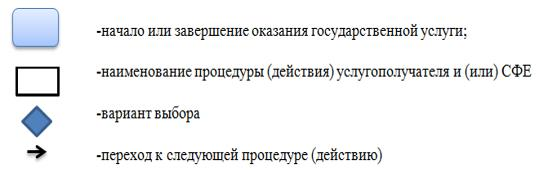 -начало или завершение оказания государственной услуги;
-наименование процедуры (действия) услугополучателя и (или) СФЕ
-вариант выбора
-переход к следующей процедуре (действию)